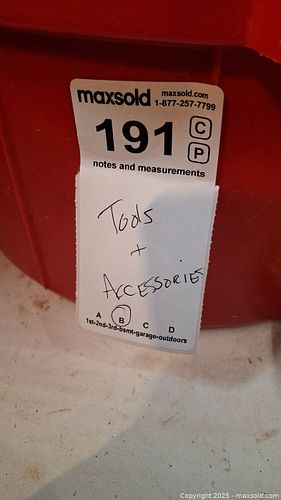 maxsold maxsold.com
1-877-257-7799
191 C
P
notes and measurements
Tools
+
ACCESSORIES
A B C D
1st-2nd-3rd-bsmt-garage-outdoors
Copyright © 2025 - maxsold.com